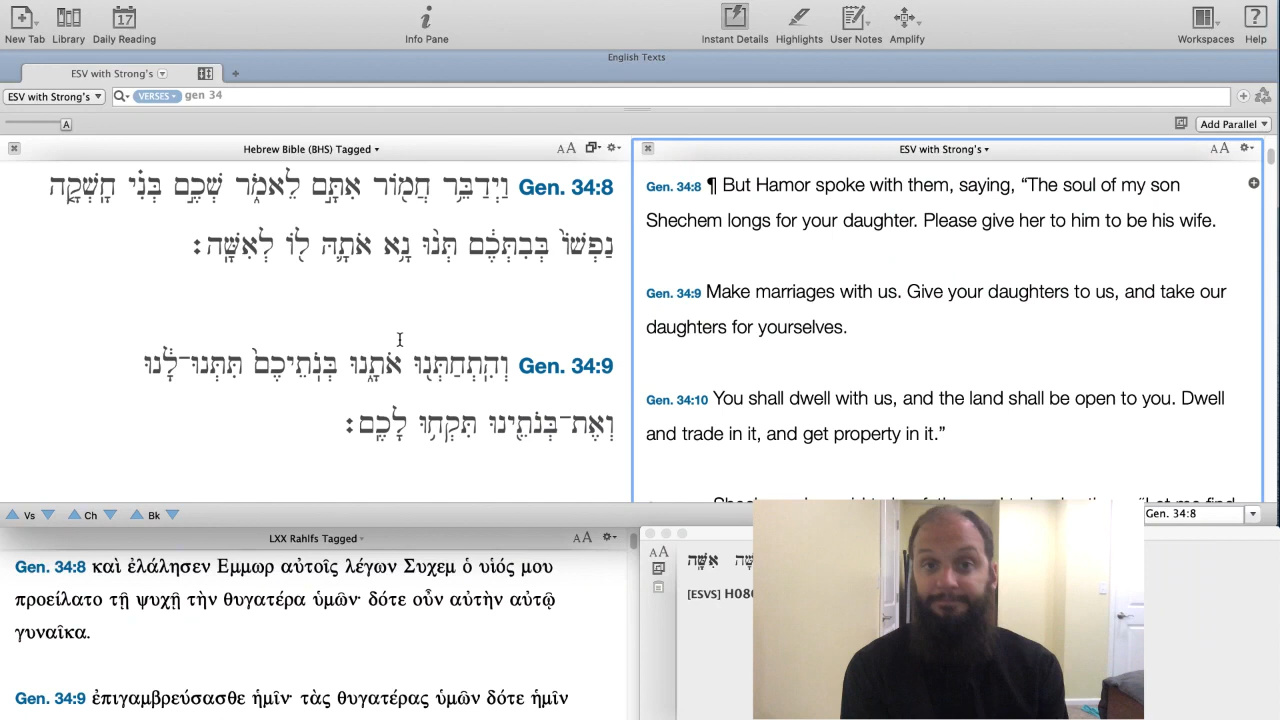 New Tab Library Daily Reading Info Pane Instant Details Highlights User Notes Amplify Workspaces Help
17
English Texts
ESV with Strong's
ESV with Strong's VERSES gen 34
A Add Parallel
Hebrew Bible (BHS) Tagged
Gen. 34:8 וַיְדַבֵּ֥ר חֲמ֖וֹר אִתָּ֣ם לֵאמֹ֑ר שְׁכֶ֣ם בְּנִ֗י חָֽשְׁקָ֤ה
נַפְשׁוֹ֙ בְּבִתְּכֶ֔ם תְּנ֨וּ נָ֥א אֹתָ֛הּ ל֖וֹ לְאִשָּֽׁה׃
Gen. 34:9 וְהִֽתְחַתְּנ֖וּ אֹתָ֑נוּ בְּנֹֽתֵיכֶם֙ תִּתְּנוּ־לָ֔נוּ
וְאֶת־בְּנֹתֵ֖ינוּ תִּקְח֥וּ לָכֶֽם׃
ESV with Strong's
Gen. 34:8 ¶ But Hamor spoke with them, saying, “The soul of my son
Shechem longs for your daughter. Please give her to him to be his wife.
Gen. 34:9 Make marriages with us. Give your daughters to us, and take our
daughters for yourselves.
Gen. 34:10 You shall dwell with us, and the land shall be open to you. Dwell
and trade in it, and get property in it.”
Vs Ch Bk
Gen. 34:8
LXX Rahlfs Tagged
Gen. 34:8 καὶ ἐλάλησεν Εμμωρ αὐτοῖς λέγων Συχεμ ὁ υἱός μου
προείλατο τῇ ψυχῇ τὴν θυγατέρα ὑμῶν· δότε οὖν αὐτὴν αὐτῷ
γυναῖκα.
Gen. 34:9 ἐπιγαμβρεύσασθε ἡμῖν· τὰς θυγατέρας ὑμῶν δότε ἡμῖν
אִשָּׁה
[ESVS]